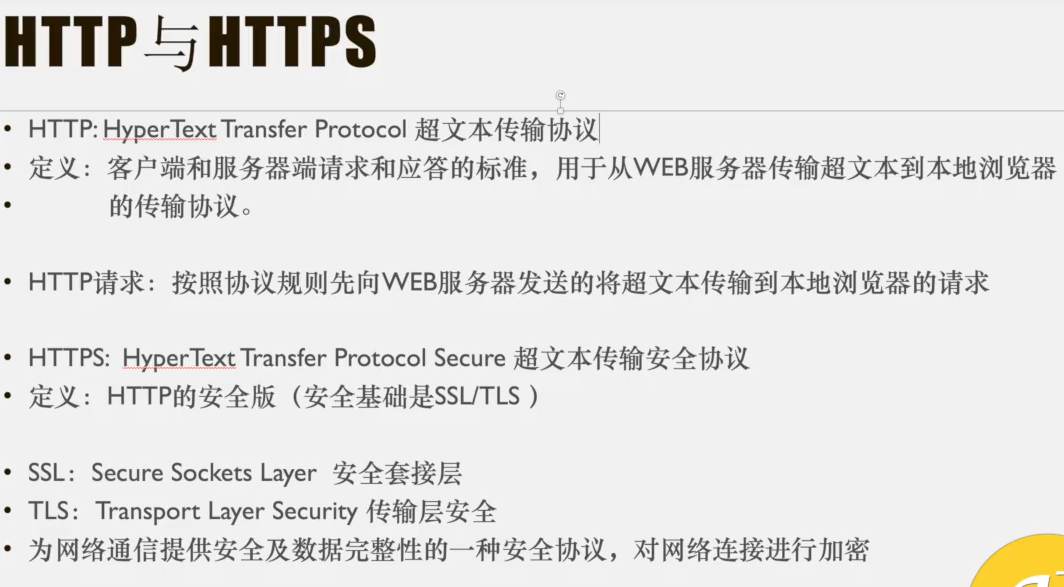 HTTP与HTTPS
• HTTP: HyperText Transfer Protocol 超文本传输协议
• 定义：客户端和服务器端请求和应答的标准，用于从WEB服务器传输超文本到本地浏览器
• 的传输协议。
• HTTP请求：按照协议规则先向WEB服务器发送的将超文本传输到本地浏览器的请求
• HTTPS: HyperText Transfer Protocol Secure 超文本传输安全协议
• 定义：HTTP的安全版（安全基础是SSL/TLS ）
• SSL：Secure Sockets Layer 安全套接层
• TLS：Transport Layer Security 传输层安全
• 为网络通信提供安全及数据完整性的一种安全协议，对网络连接进行加密